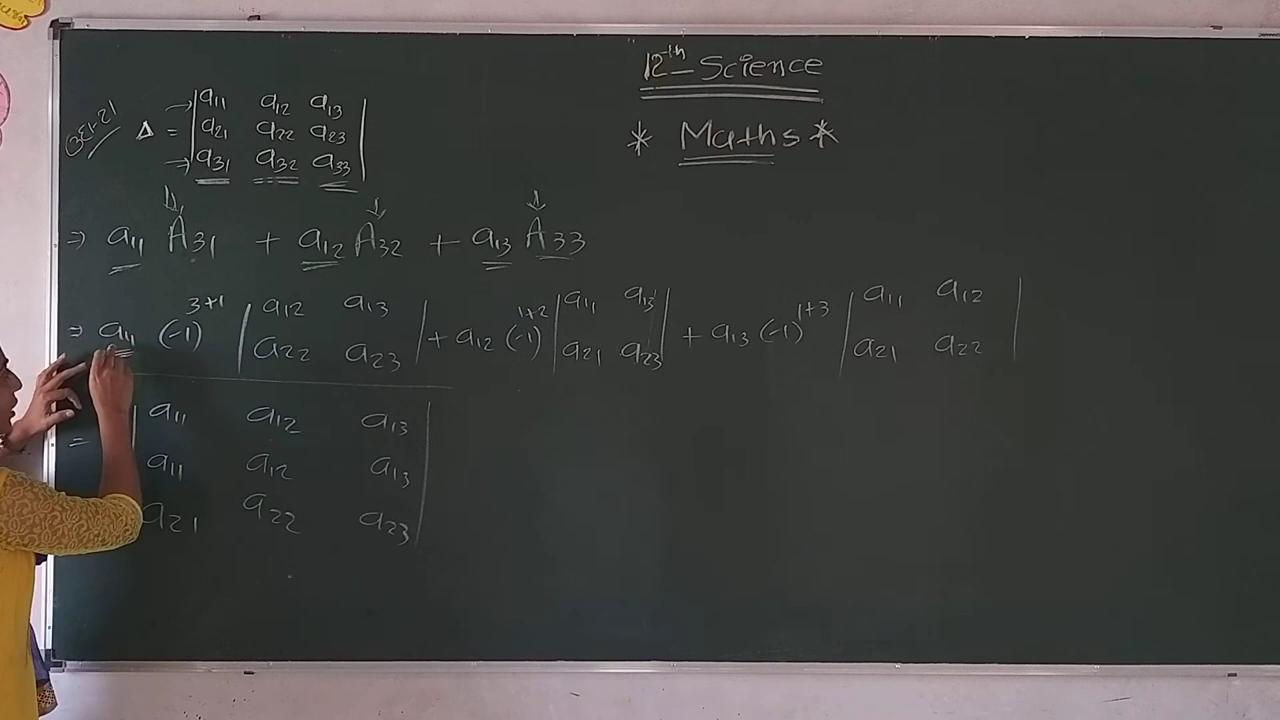 12th Science
* Maths *
Δ = | a11 a12 a13 |
| a21 a22 a23 |
| a31 a32 a33 |
⇒ a11 A31 + a12 A32 + a13 A33
⇒ a11 (-1)^3+1 | a12 a13 | + a12 (-1)^1+2 | a11 a13 | + a13 (-1)^1+3 | a11 a12 |
| a22 a23 | | a21 a23 | | a21 a22 |
= | a11 a12 a13 |
| a11 a12 a13 |
| a21 a22 a23 |